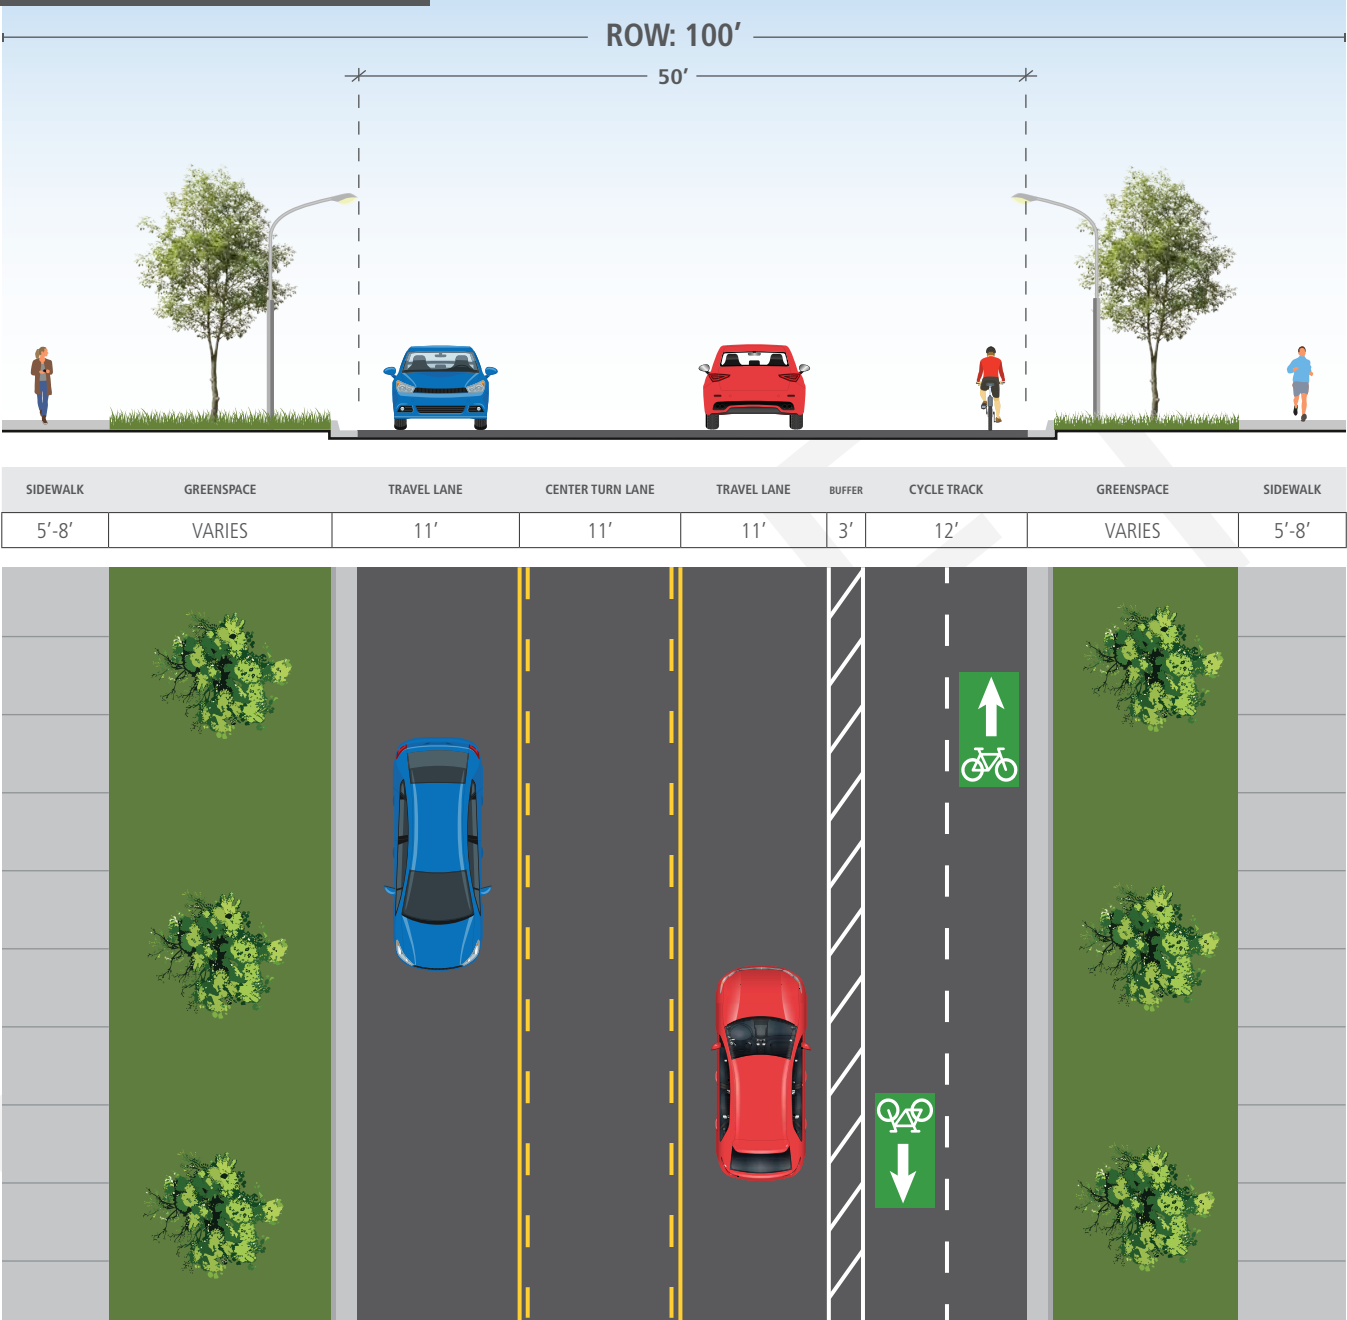 ROW: 100’
50’
SIDEWALK GREENSPACE TRAVEL LANE CENTER TURN LANE TRAVEL LANE BUFFER CYCLE TRACK GREENSPACE SIDEWALK
5’-8’ VARIES 11’ 11’ 11’ 3’ 12’ VARIES 5’-8’